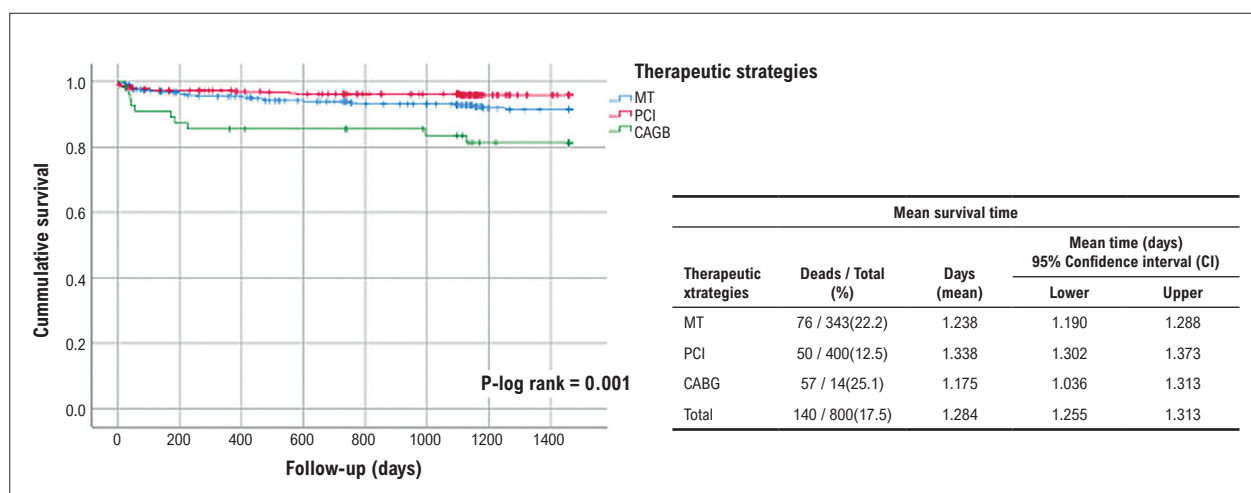 Therapeutic strategies
MT
PCI
CAGB
1.0
0.8
0.6
0.4
0.2
0.0
Cummulative survival
P-log rank = 0.001
0 200 400 600 800 1000 1200 1400
Follow-up (days)
Mean survival time
Mean time (days)
95% Confidence interval (CI)
Therapeutic Deads / Total Days
xtrategies (%) (mean) Lower Upper
MT 76 / 343(22.2) 1.238 1.190 1.288
PCI 50 / 400(12.5) 1.338 1.302 1.373
CABG 57 / 14(25.1) 1.175 1.036 1.313
Total 140 / 800(17.5) 1.284 1.255 1.313